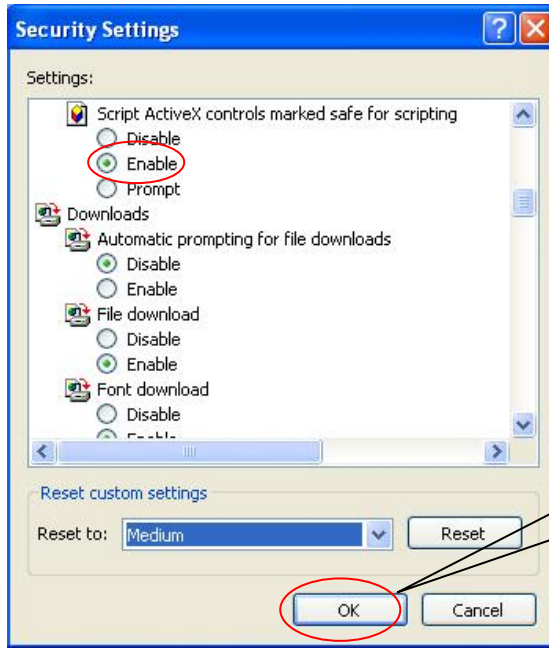 Security Settings
Settings:
Script ActiveX controls marked safe for scripting
Disable
Enable
Prompt
Downloads
Automatic prompting for file downloads
Disable
Enable
File download
Disable
Enable
Font download
Disable
Enable
Reset custom settings
Reset to: Medium Reset
OK Cancel